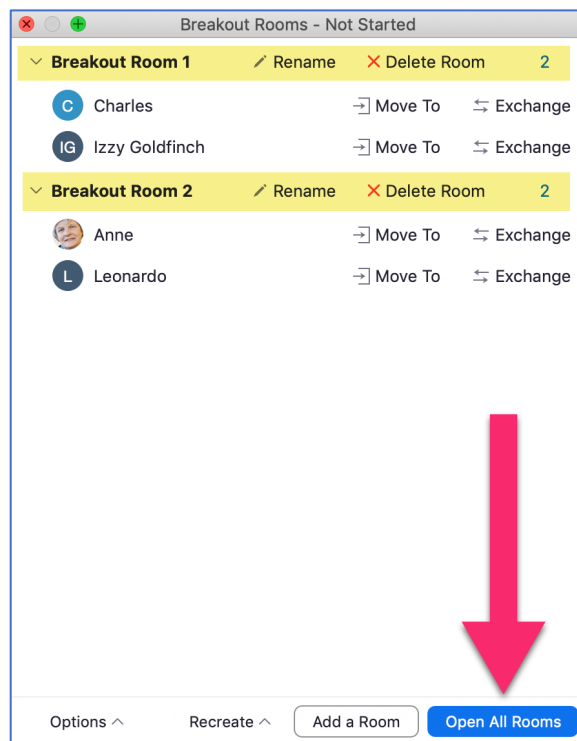 Breakout Rooms - Not Started
Breakout Room 1 Rename Delete Room 2
C Charles Move To Exchange
IG Izzy Goldfinch Move To Exchange
Breakout Room 2 Rename Delete Room 2
Anne Move To Exchange
L Leonardo Move To Exchange
Options Recreate Add a Room Open All Rooms